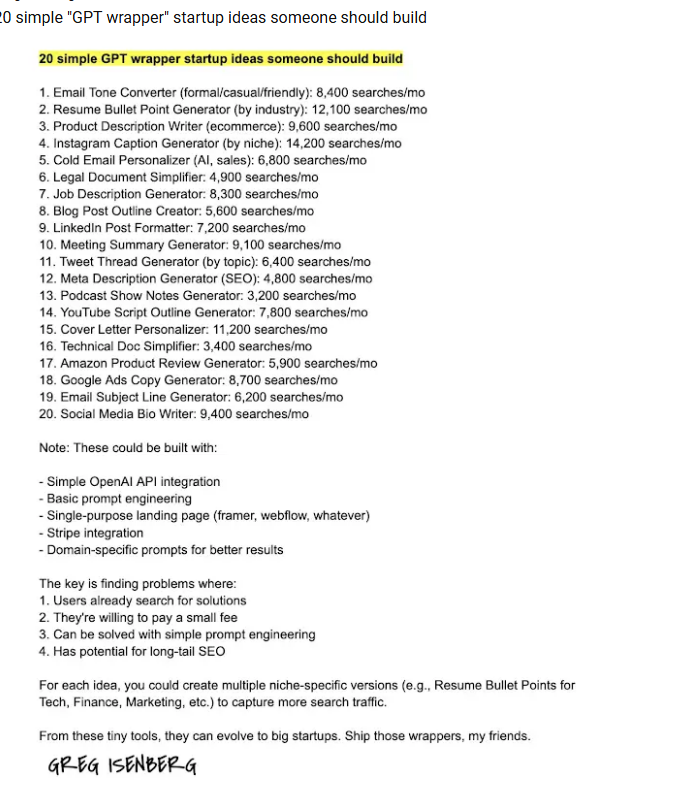 20 simple "GPT wrapper" startup ideas someone should build
20 simple GPT wrapper startup ideas someone should build
1. Email Tone Converter (formal/casual/friendly): 8,400 searches/mo
2. Resume Bullet Point Generator (by industry): 12,100 searches/mo
3. Product Description Writer (ecommerce): 9,600 searches/mo
4. Instagram Caption Generator (by niche): 14,200 searches/mo
5. Cold Email Personalizer (AI, sales): 6,800 searches/mo
6. Legal Document Simplifier: 4,900 searches/mo
7. Job Description Generator: 8,300 searches/mo
8. Blog Post Outline Creator: 5,600 searches/mo
9. LinkedIn Post Formatter: 7,200 searches/mo
10. Meeting Summary Generator: 9,100 searches/mo
11. Tweet Thread Generator (by topic): 6,400 searches/mo
12. Meta Description Generator (SEO): 4,800 searches/mo
13. Podcast Show Notes Generator: 3,200 searches/mo
14. YouTube Script Outline Generator: 7,800 searches/mo
15. Cover Letter Personalizer: 11,200 searches/mo
16. Technical Doc Simplifier: 3,400 searches/mo
17. Amazon Product Review Generator: 5,900 searches/mo
18. Google Ads Copy Generator: 8,700 searches/mo
19. Email Subject Line Generator: 6,200 searches/mo
20. Social Media Bio Writer: 9,400 searches/mo
Note: These could be built with:
- Simple OpenAI API integration
- Basic prompt engineering
- Single-purpose landing page (framer, webflow, whatever)
- Stripe integration
- Domain-specific prompts for better results
The key is finding problems where:
1. Users already search for solutions
2. They're willing to pay a small fee
3. Can be solved with simple prompt engineering
4. Has potential for long-tail SEO
For each idea, you could create multiple niche-specific versions (e.g., Resume Bullet Points for
Tech, Finance, Marketing, etc.) to capture more search traffic.
From these tiny tools, they can evolve to big startups. Ship those wrappers, my friends.
GREG ISENBERG